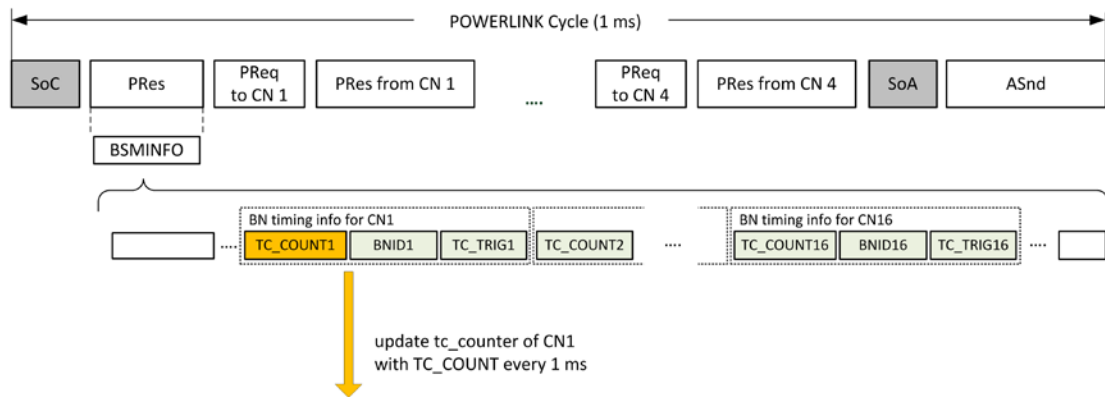 POWERLINK Cycle (1 ms)
SoC
PRes
PReq
to CN 1
PRes from CN 1
....
PReq
to CN 4
PRes from CN 4
SoA
ASnd
BSMINFO
BN timing info for CN1
BN timing info for CN16
....
TC_COUNT1
BNID1
TC_TRIG1
TC_COUNT2
....
TC_COUNT16
BNID16
TC_TRIG16
....
update tc_counter of CN1
with TC_COUNT every 1 ms